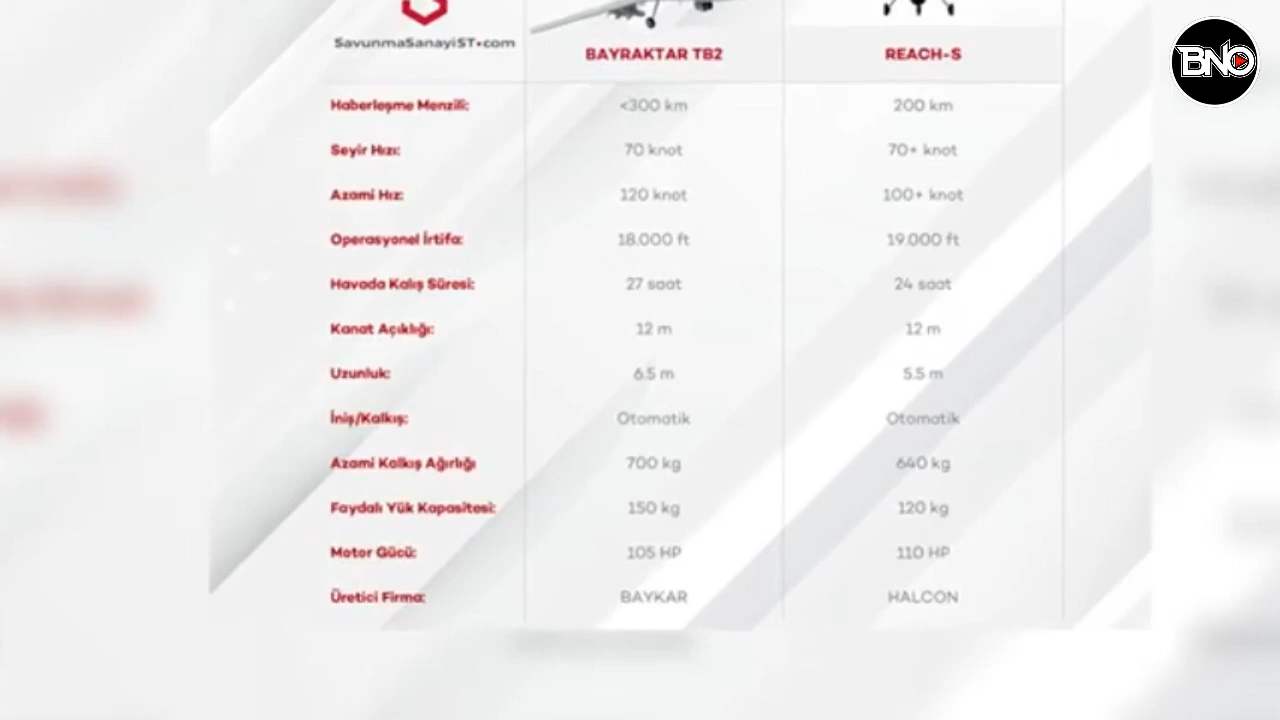 BNO
SavunmaSanayiST.com
BAYRAKTAR TB2 REACH-S
Haberleşme Menzili: <300 km 200 km
Seyir Hızı: 70 knot 70+ knot
Azami Hız: 120 knot 100+ knot
Operasyonel İrtifa: 18.000 ft 19.000 ft
Havada Kalış Süresi: 27 saat 24 saat
Kanat Açıklığı: 12 m 12 m
Uzunluk: 6.5 m 5.5 m
İniş/Kalkış: Otomatik Otomatik
Azami Kalkış Ağırlığı 700 kg 640 kg
Faydalı Yük Kapasitesi: 150 kg 120 kg
Motor Gücü: 105 HP 110 HP
Üretici Firma: BAYKAR HALCON